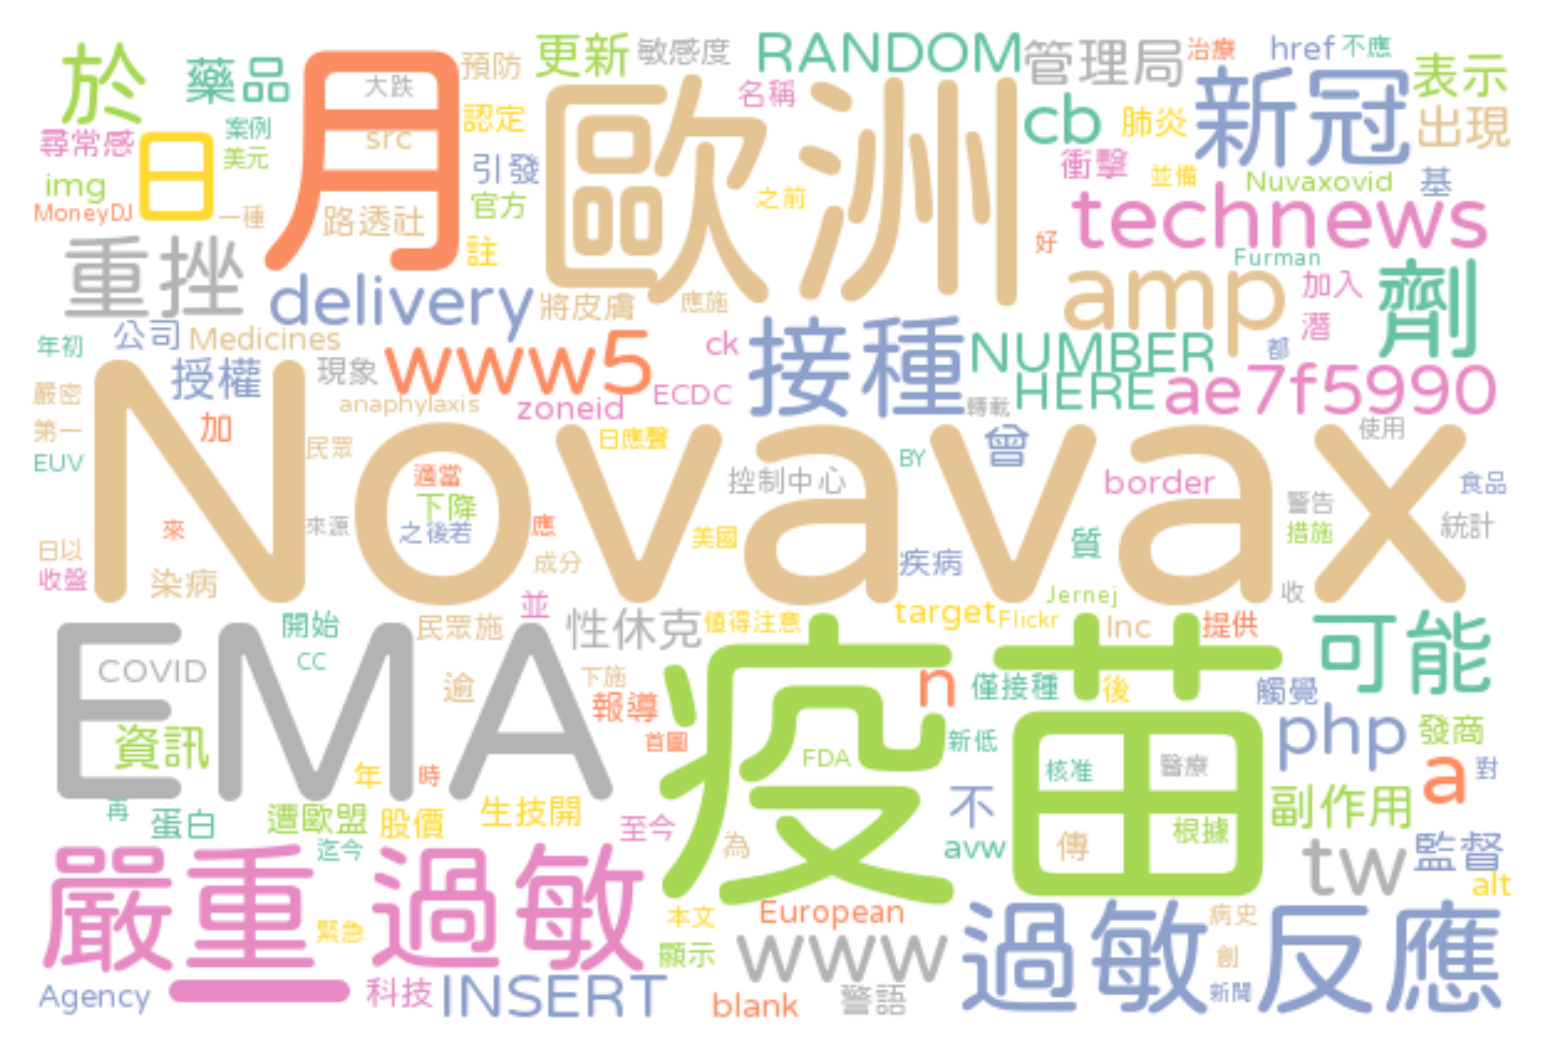 於 藥品 月 大跌 預防 更新 敏感度 RANDOM 管理局 治療 href 不應 表示
尋常感 日 案例 美元 src 認定 引發 歐洲 名稱 cb 肺炎 新冠 出現
img MoneyDJ 一種 路透社 官方 註 之前 衝擊 並備 Nuvaxovid 基
重挫 delivery 將皮膚 應施 好 technews Furman 加入 劑
年初 公司 Medicines 現象 www5 ck 接種 amp NUMBER 都 潛
嚴密 授權 anaphylaxis zoneid ECDC 轉載 HERE ae7f5990
第一 加 民眾 日應聲 BY 曾 使用
EUV Novavax 適當 下降 之後若 控制中心 border 警告 食品
日以 來 來源 應 美國 質 措施 統計
收盤 染病 成分 疾病 Jernej 收
開始 民眾施 並 性休克 值得注意 target Flickr Inc 提供 可能
COVID EMA cc 逾 下施 疫苗 n 僅接種 後 觸覺
資訊 報導 首圖 FDA 新低 核准 醫療 php 發商
年 時 a 對
再 蛋白 遭歐盟 股價 生技開 至今 不 副作用
迄今 為 avw 傳 根據 tw 監督
嚴重過敏 alt
緊急 本文 European 病史
顯示 www 過敏反應 創
Agency 一 科技 INSERT blank 警語 新聞